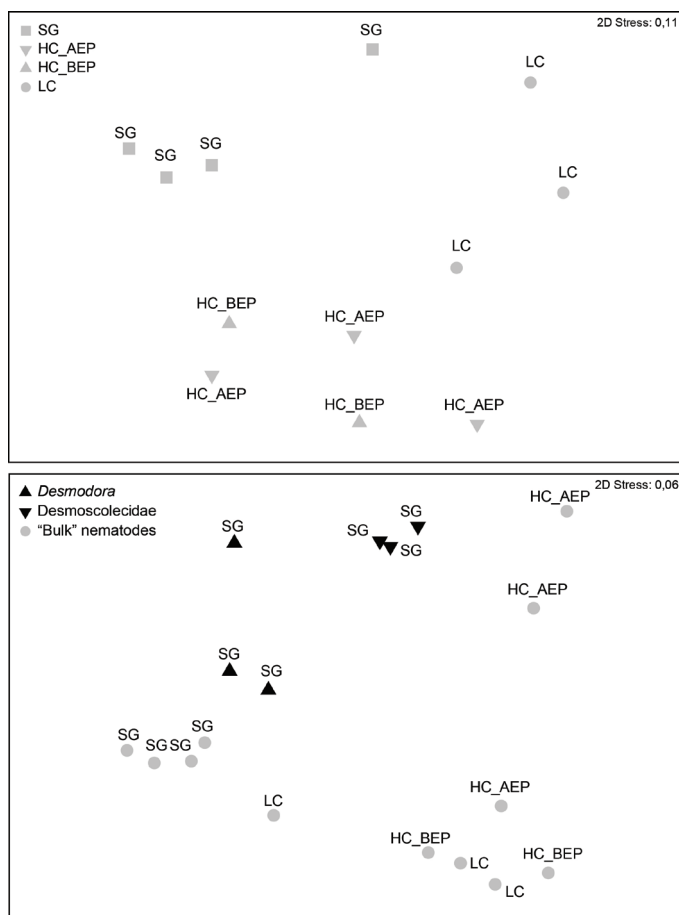 SG
HC_AEP
HC_BEP
LC
2D Stress: 0,11
SG
LC
SG
SG
SG
LC
LC
HC_BEP
HC_AEP
HC_AEP
HC_BEP
HC_AEP
2D Stress: 0,06
Desmodora
Desmoscolecidae
"Bulk" nematodes
HC_AEP
SG
SG
SG
SG
HC_AEP
SG
SG
SG
SG
SG
SG
LC
HC_AEP
HC_BEP
LC
HC_BEP
LC